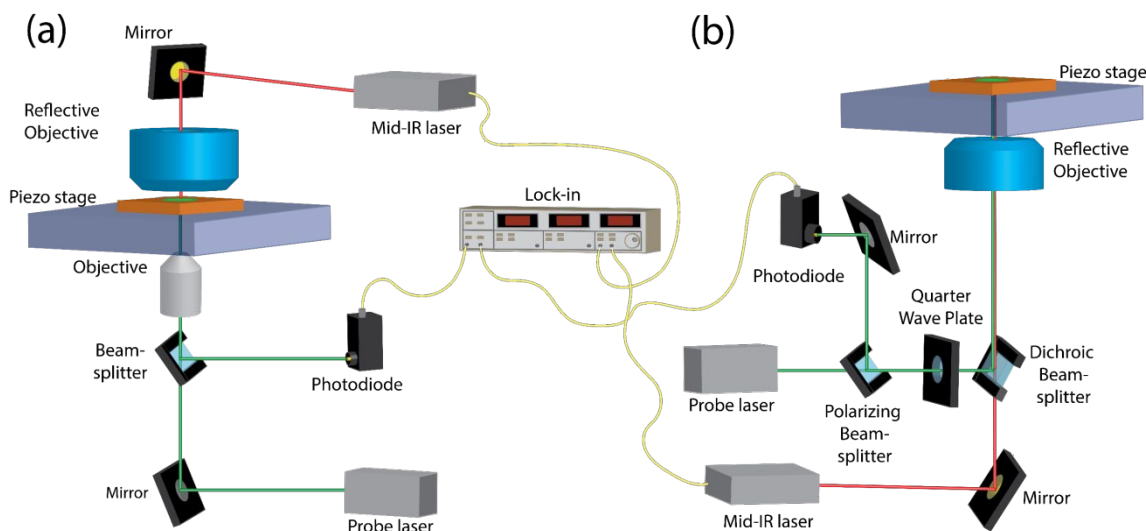 (a)
Mirror
Mid-IR laser
Reflective
Objective
Piezo stage
Objective
Beam-
splitter
Photodiode
Mirror
Probe laser
Lock-in
(b)
Piezo stage
Reflective
Objective
Mirror
Photodiode
Quarter
Wave Plate
Dichroic
Beam-
splitter
Probe laser
Polarizing
Beam-
splitter
Mid-IR laser
Mirror